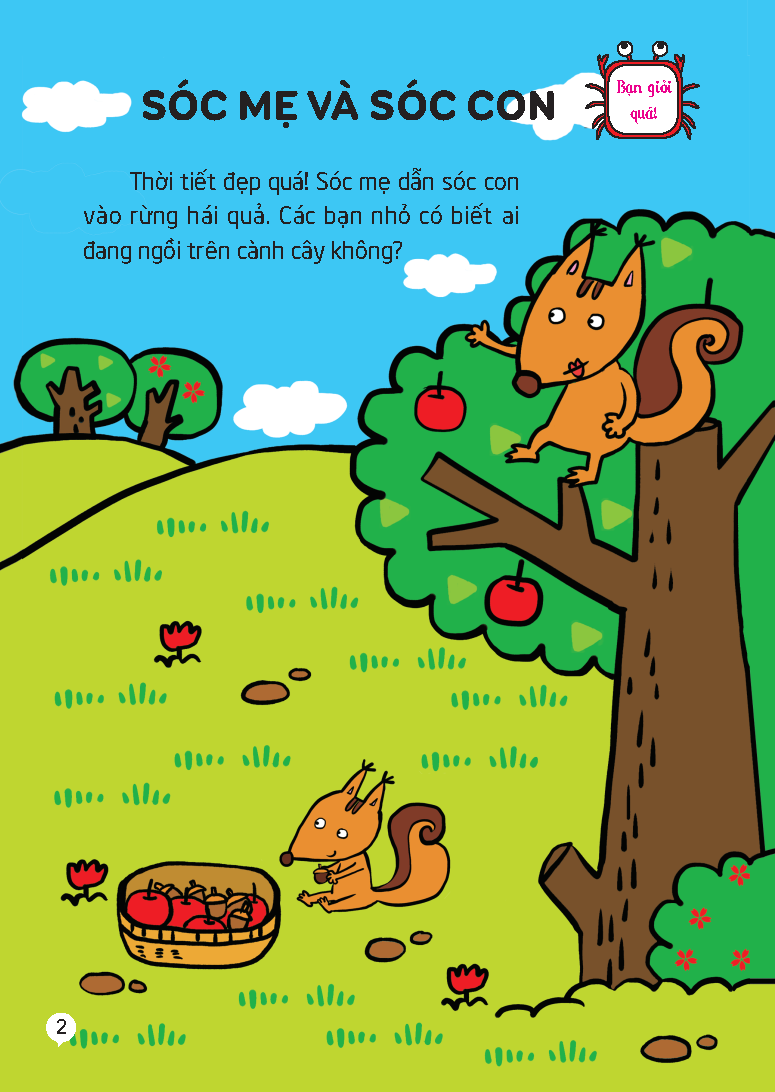 SÓC MẸ VÀ SÓC CON
Bạn giỏi
quá!
Thời tiết đẹp quá! Sóc mẹ dẫn sóc con
vào rừng hái quả. Các bạn nhỏ có biết ai
đang ngồi trên cành cây không?
2